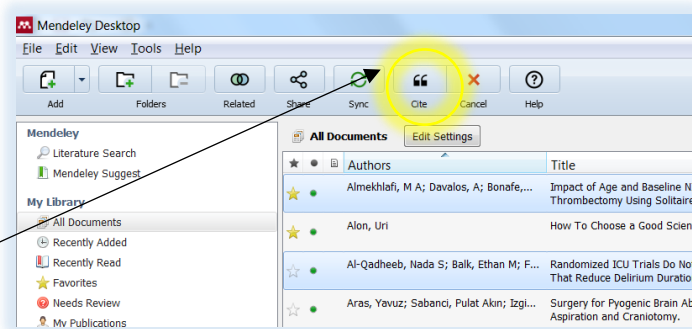 Mendeley Desktop
File Edit View Tools Help
Add Folders Related Share Sync Cite Cancel Help
Mendeley
Literature Search
Mendeley Suggest
My Library
All Documents
Recently Added
Recently Read
Favorites
Needs Review
My Publications
All Documents Edit Settings
Authors Title
Almekhlafi, M A; Davalos, A; Bonafe,... Impact of Age and Baseline N
Thrombectomy Using Solitaire
Alon, Uri How To Choose a Good Scien
Al-Qadheeb, Nada S; Balk, Ethan M; F... Randomized ICU Trials Do No
That Reduce Delirium Duratio
Aras, Yavuz; Sabanci, Pulat Akın; Izgi... Surgery for Pyogenic Brain Ab
Aspiration and Craniotomy.